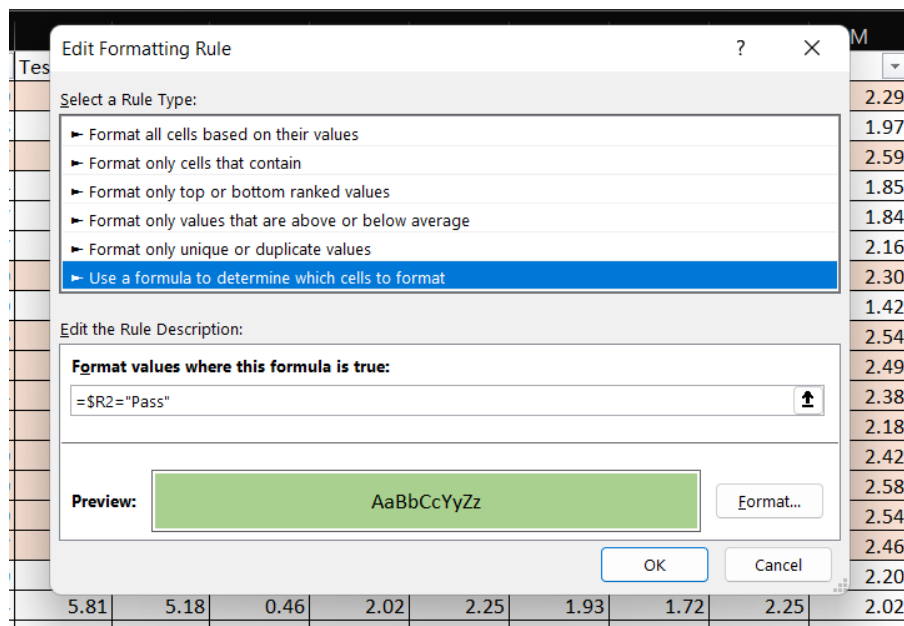 Edit Formatting Rule ? ×
M
Tes
Select a Rule Type:
► Format all cells based on their values
► Format only cells that contain
► Format only top or bottom ranked values
► Format only values that are above or below average
► Format only unique or duplicate values
► Use a formula to determine which cells to format
Edit the Rule Description:
Format values where this formula is true:
=$R2="Pass"
Preview: AaBbCcYyZz Format...
OK Cancel
2.29
1.97
2.59
1.85
1.84
2.16
2.30
1.42
2.54
2.49
2.38
2.18
2.42
2.58
2.54
2.46
2.20
5.81 5.18 0.46 2.02 2.25 1.93 1.72 2.25 2.02